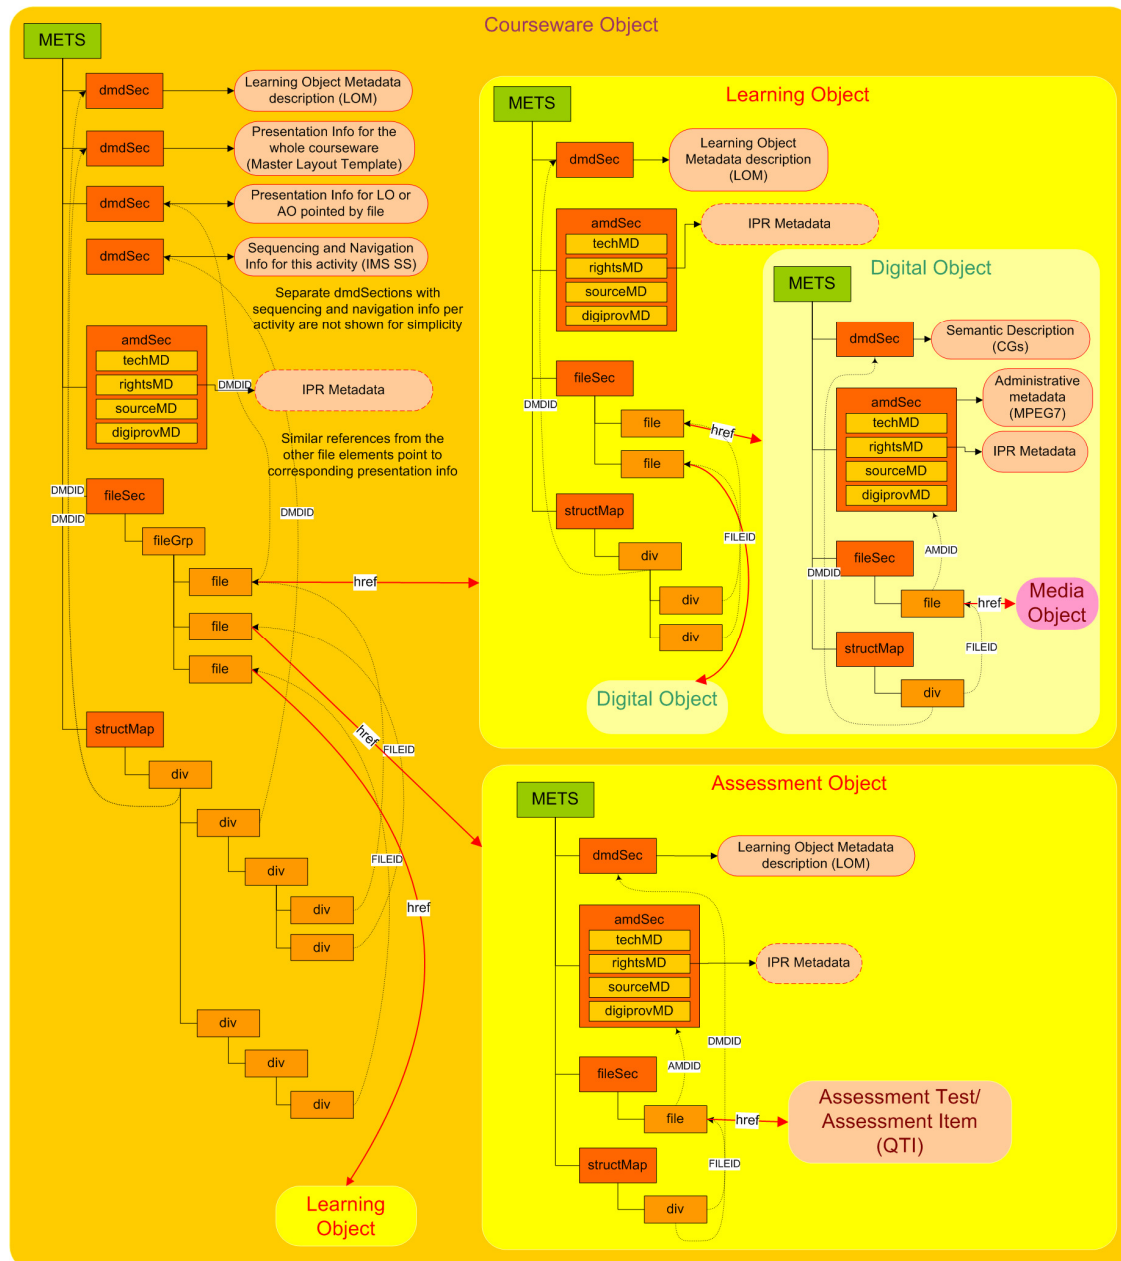 Courseware Object
METS
dmdSec
Learning Object Metadata
description (LOM)
dmdSec
Presentation Info for the
whole courseware
(Master Layout Template)
dmdSec
Presentation Info for LO or
AO pointed by file
dmdSec
Sequencing and Navigation
Info for this activity (IMS SS)
Separate dmdSections with
sequencing and navigation info per
activity are not shown for simplicity
amdSec
techMD
rightsMD
sourceMD
digiprovMD
DMDID
IPR Metadata
Similar references from the
other file elements point to
corresponding presentation info
DMDID
DMDID
DMDID
fileSec
fileGrp
file
href
file
file
href
FILEID
structMap
div
div
div
FILEID
div
href
div
div
div
div
Learning
Object
Learning Object
METS
dmdSec
Learning Object
Metadata description
(LOM)
amdSec
techMD
rightsMD
sourceMD
digiprovMD
IPR Metadata
fileSec
DMDID
file
href
file
structMap
FILEID
div
div
div
Digital Object
Digital Object
METS
dmdSec
Semantic Description
(CGs)
amdSec
techMD
rightsMD
sourceMD
digiprovMD
Administrative
metadata
(MPEG7)
IPR Metadata
AMDID
fileSec
DMDID
file
href
Media
Object
structMap
FILEID
div
Assessment Object
METS
dmdSec
Learning Object Metadata
description (LOM)
amdSec
techMD
rightsMD
sourceMD
digiprovMD
IPR Metadata
DMDID
AMDID
fileSec
file
href
Assessment Test/
Assessment Item
(QTI)
structMap
FILEID
div